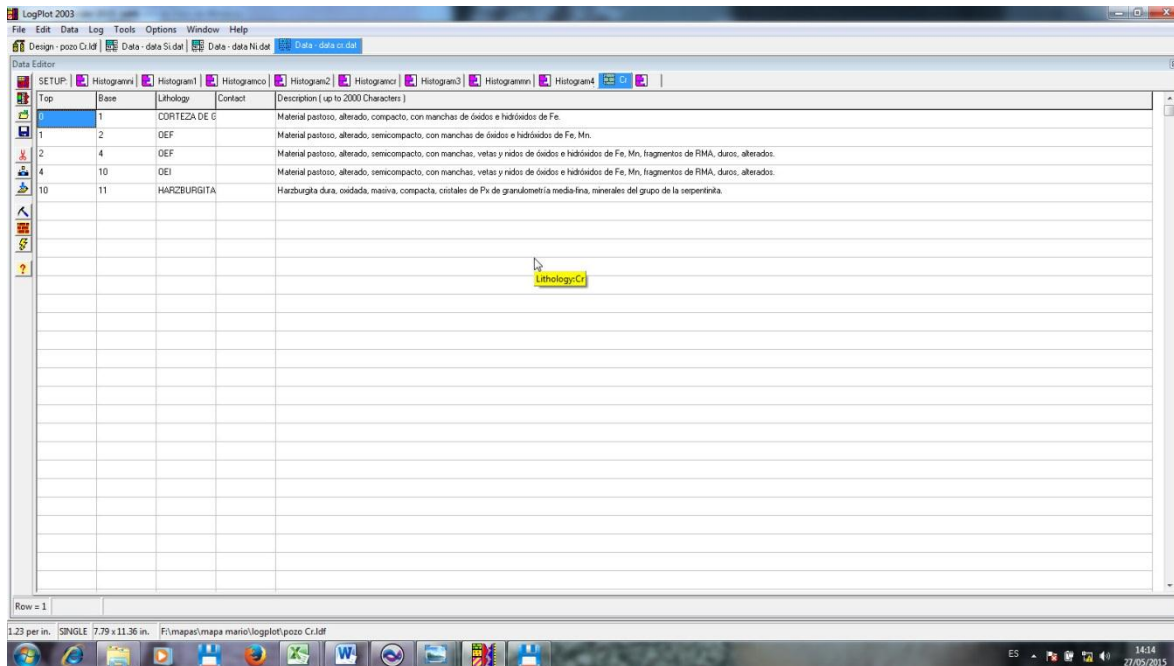 LogPlot 2003
File Edit Data Log Tools Options Window Help
Design - pozo Cr.ldf Data - data Si.dat Data - data Ni.dat Data - data cr.dat
Data Editor
SETUP: Histogramni Histogram1 Histogramco Histogram2 Histogramcr Histogram3 Histogrammn Histogram4 Cr
Top Base Lithology Contact Description ( up to 2000 Characters )
0 1 CORTEZA DE G Material pastoso, alterado, compacto, con manchas de óxidos e hidróxidos de Fe.
1 2 OEF Material pastoso, alterado, semicompacto, con manchas de óxidos e hidróxidos de Fe, Mn.
2 4 OEF Material pastoso, alterado, semicompacto, con manchas, vetas y nidos de óxidos e hidróxidos de Fe, Mn, fragmentos de RMA, duros, alterados.
4 10 OEI Material pastoso, alterado, semicompacto, con manchas, vetas y nidos de óxidos e hidróxidos de Fe, Mn, fragmentos de RMA, duros, alterados.
10 11 HARZBURGITA Harzburgita dura, oxidada, masiva, compacta, cristales de Px de granulometría media-fina, minerales del grupo de la serpentinita.
Lithology:Cr
Row = 1
1.23 per in. SINGLE 7.79 x 11.36 in. F:\mapas\mapa mario\logplot\pozo Cr.ldf
ES 14:14
27/05/2015